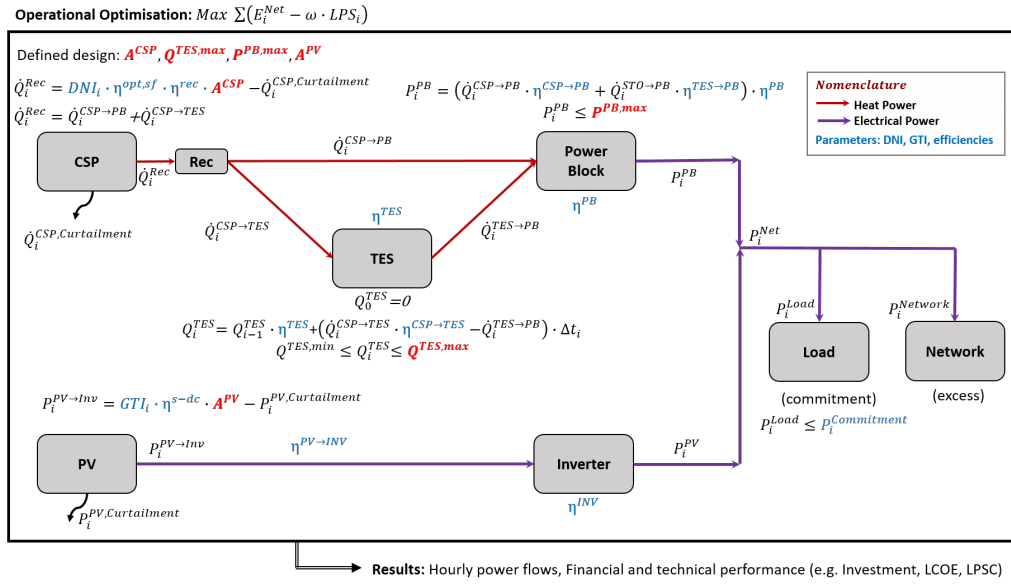 Operational Optimisation: Max ∑(E_i^Net − ω · LPS_i)
Defined design: A^CSP, Q^TES,max, P^PB,max, A^PV
Q̇_i^Rec = DNI_i · η^opt,sf · η^rec · A^CSP − Q̇_i^CSP,Curtailment
Q̇_i^Rec = Q̇_i^CSP→PB + Q̇_i^CSP→TES
P_i^PB = (Q̇_i^CSP→PB · η^CSP→PB + Q̇_i^STO→PB · η^TES→PB) · η^PB
P_i^PB ≤ P^PB,max
Nomenclature
Heat Power
Electrical Power
Parameters: DNI, GTI, efficiencies
CSP
Q̇_i^Rec
Rec
Q̇_i^CSP→PB
Power
Block
P_i^PB
η^PB
Q̇_i^CSP,Curtailment
Q̇_i^CSP→TES
η^TES
Q̇_i^TES→PB
TES
Q_0^TES =0
P_i^Net
Q_i^TES = Q_i−1^TES · η^TES +(Q̇_i^CSP→TES · η^CSP→TES − Q̇_i^TES→PB) · Δt_i
Q^TES,min ≤ Q_i^TES ≤ Q^TES,max
P_i^Load
P_i^Network
Load
Network
(commitment)
(excess)
P_i^Load ≤ P_i^Commitment
P_i^PV→Inv = GTI_i · η^s−dc · A^PV − P_i^PV,Curtailment
PV
P_i^PV→Inv
η^PV→INV
Inverter
P_i^PV
η^INV
P_i^PV,Curtailment
Results: Hourly power flows, Financial and technical performance (e.g. Investment, LCOE, LPSC)